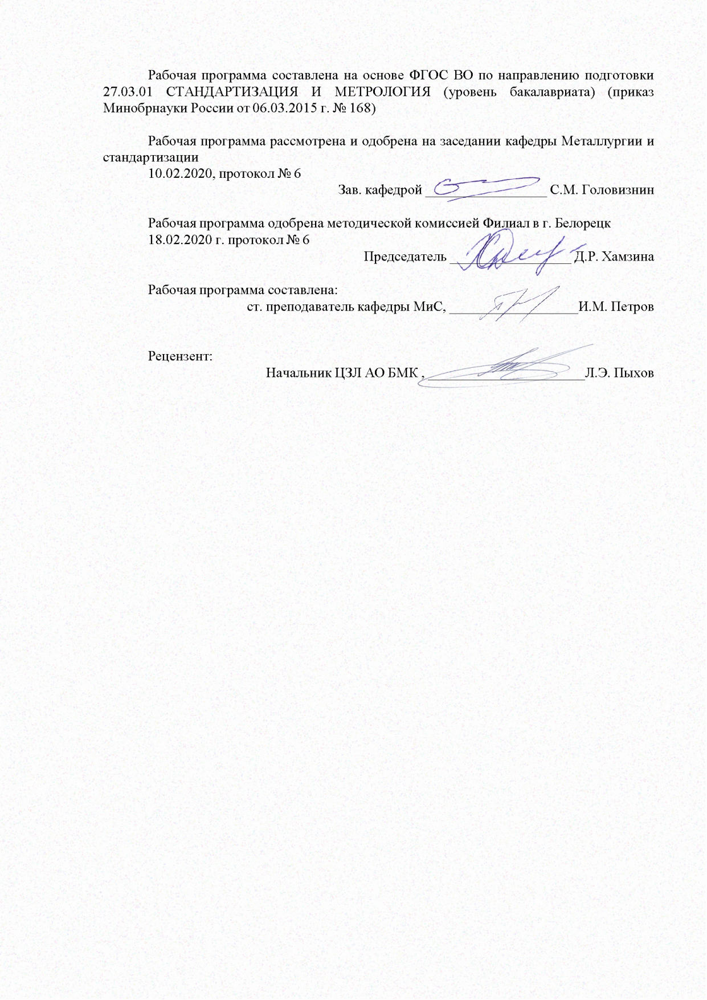 Рабочая программа составлена на основе ФГОС ВО по направлению подготовки
27.03.01 СТАНДАРТИЗАЦИЯ И МЕТРОЛОГИЯ (уровень бакалавриата) (приказ
Минобрнауки России от 06.03.2015 г. № 168)
Рабочая программа рассмотрена и одобрена на заседании кафедры Металлургии и
стандартизации
10.02.2020, протокол № 6
Зав. кафедрой _________________ С.М. Головизнин
Рабочая программа одобрена методической комиссией Филиал в г. Белорецк
18.02.2020 г. протокол № 6
Председатель _________________ Д.Р. Хамзина
Рабочая программа составлена:
ст. преподаватель кафедры МиС, __________________И.М. Петров
Рецензент:
Начальник ЦЗЛ АО БМК , ______________________Л.Э. Пыхов